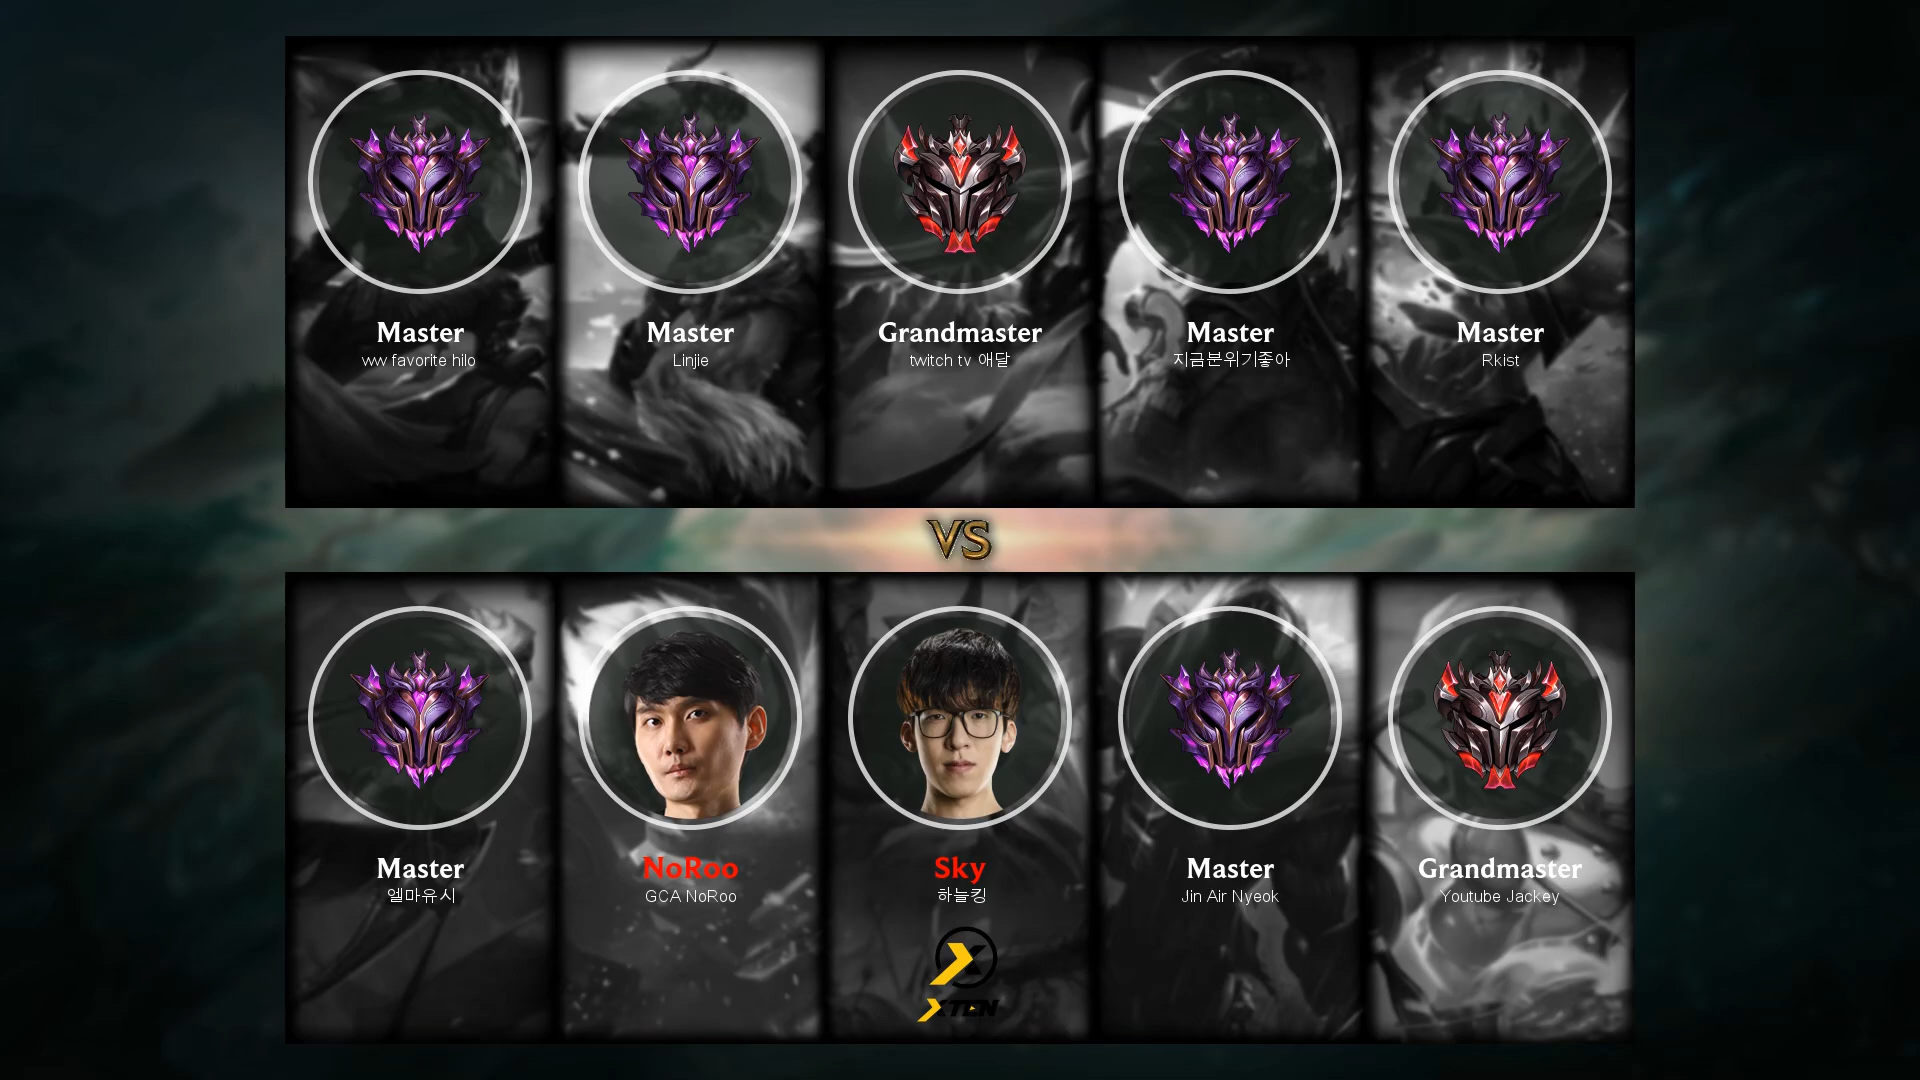 Master
ww favorite hilo
Master
Linjie
Grandmaster
twitch tv 애달
Master
지금분위기좋아
Master
Rkist
VS
Master
엘마유시
NoRoo
GCA NoRoo
Sky
하늘킹
XTEN
Master
Jin Air Nyeok
Grandmaster
Youtube Jackey